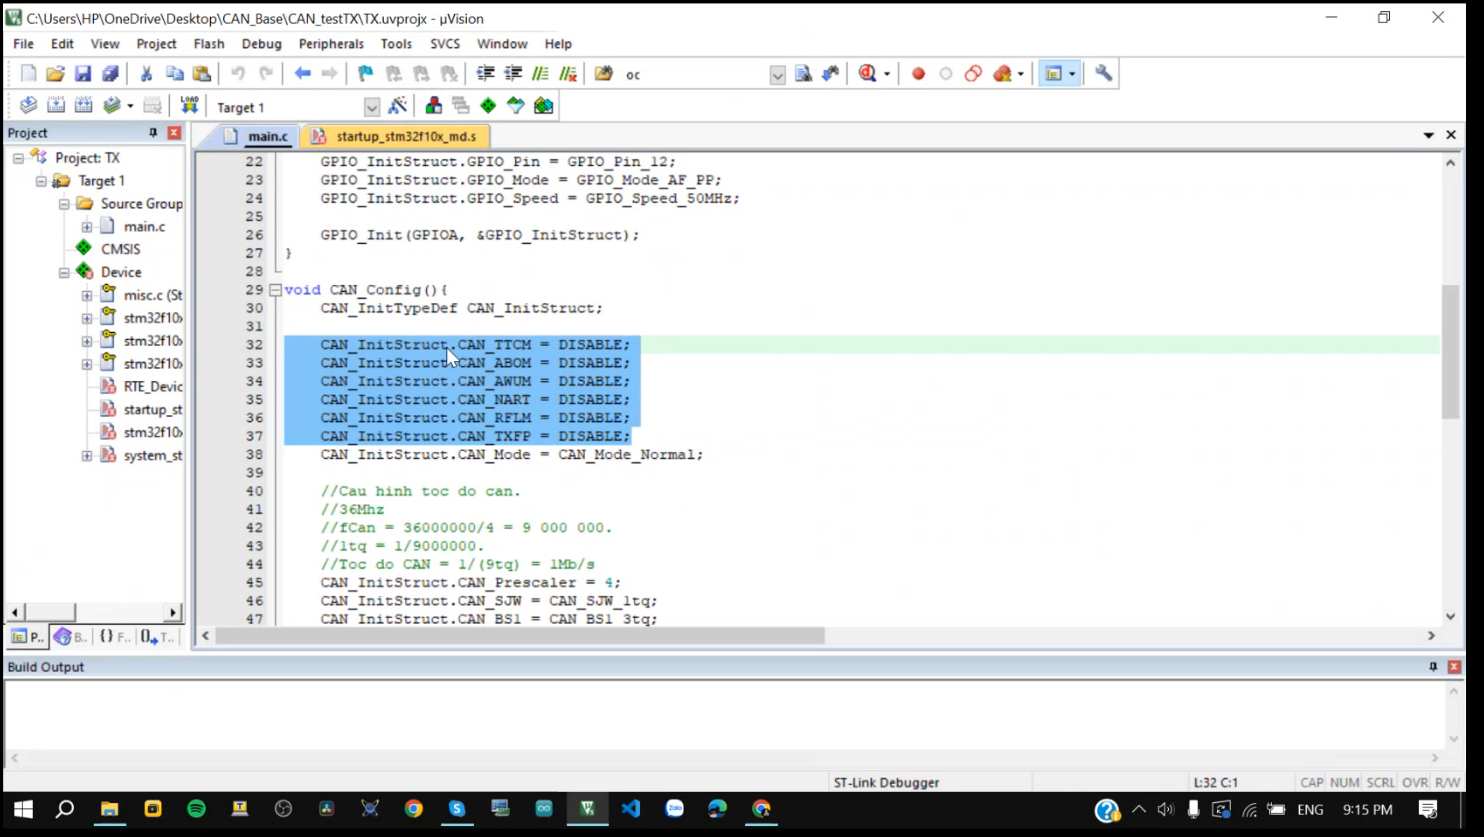 C:\Users\HP\OneDrive\Desktop\CAN_Base\CAN_testTX\TX.uvprojx - µVision
File Edit View Project Flash Debug Peripherals Tools SVCS Window Help
oc
LOAD Target 1
Project
main.c startup_stm32f10x_md.s
Project: TX
Target 1
Source Group
main.c
CMSIS
Device
misc.c (St
stm32f10x
stm32f10x
stm32f10x
RTE_Devic
startup_st
stm32f10x
system_st
22 GPIO_InitStruct.GPIO_Pin = GPIO_Pin_12;
23 GPIO_InitStruct.GPIO_Mode = GPIO_Mode_AF_PP;
24 GPIO_InitStruct.GPIO_Speed = GPIO_Speed_50MHz;
25
26 GPIO_Init(GPIOA, &GPIO_InitStruct);
27 }
28
29 void CAN_Config(){
30 CAN_InitTypeDef CAN_InitStruct;
31
32 CAN_InitStruct.CAN_TTCM = DISABLE;
33 CAN_InitStruct.CAN_ABOM = DISABLE;
34 CAN_InitStruct.CAN_AWUM = DISABLE;
35 CAN_InitStruct.CAN_NART = DISABLE;
36 CAN_InitStruct.CAN_RFLM = DISABLE;
37 CAN_InitStruct.CAN_TXFP = DISABLE;
38 CAN_InitStruct.CAN_Mode = CAN_Mode_Normal;
39
40 //Cau hinh toc do can.
41 //36Mhz
42 //fCan = 36000000/4 = 9 000 000.
43 //1tq = 1/9000000.
44 //Toc do CAN = 1/(9tq) = 1Mb/s
45 CAN_InitStruct.CAN_Prescaler = 4;
46 CAN_InitStruct.CAN_SJW = CAN_SJW_1tq;
47 CAN_InitStruct.CAN_BS1 = CAN_BS1_3tq;
P.. B.. {} F.. T..
Build Output
ST-Link Debugger L:32 C:1 CAP NUM SCRL OVR R/W
ENG 9:15 PM